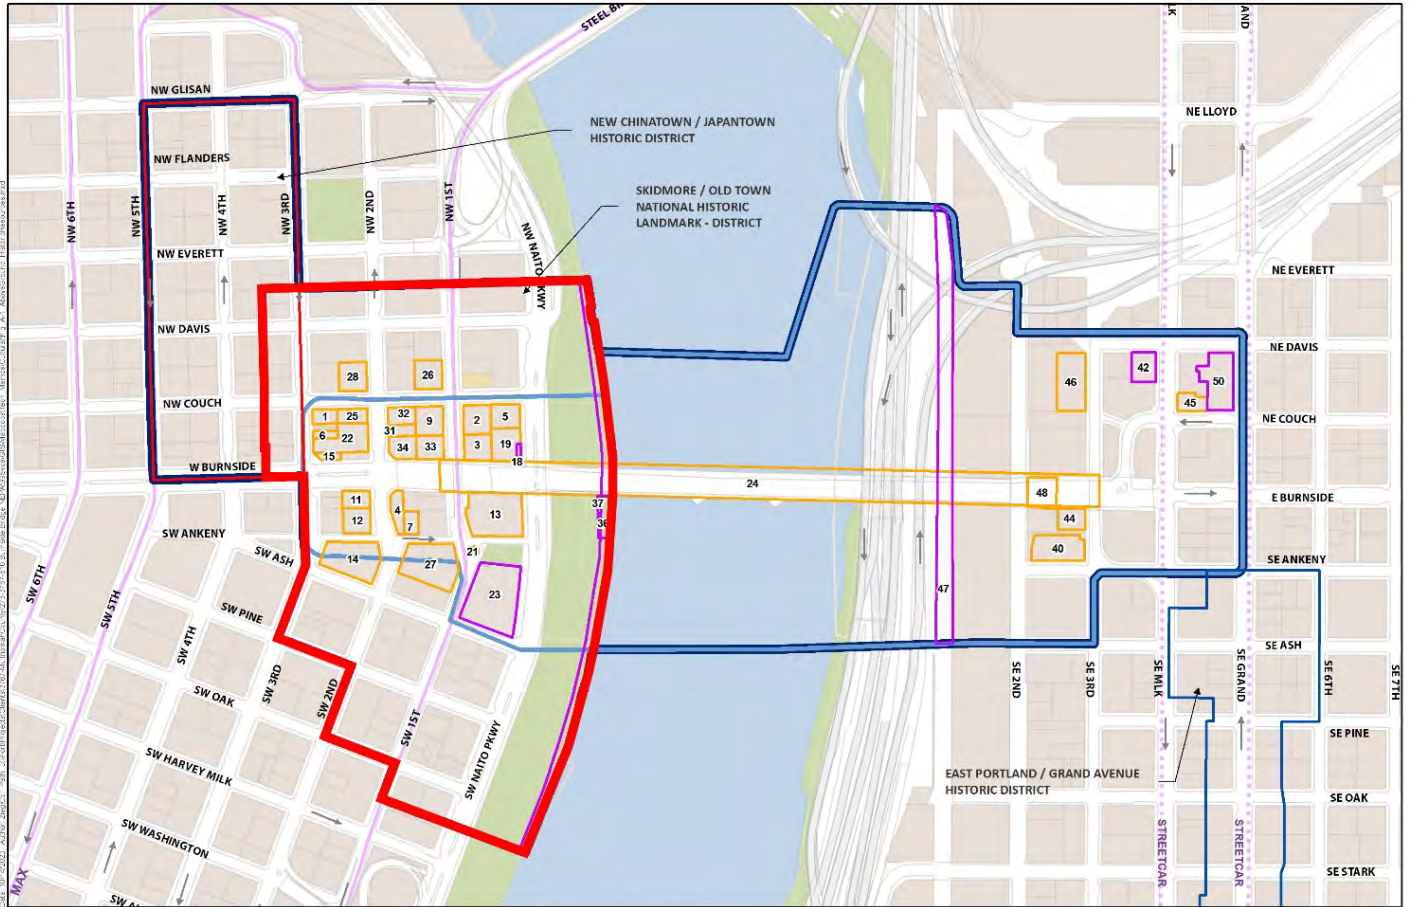 STEEL BR
LK
AND
NW GLISAN
NE LLOYD
NEW CHINATOWN / JAPANTOWN
HISTORIC DISTRICT
NW FLANDERS
SKIDMORE / OLD TOWN
NATIONAL HISTORIC
LANDMARK - DISTRICT
NW 6TH
NW 5TH
NW 4TH
NW 3RD
NW 2ND
NW 1ST
NW NAITO PKWY
NW EVERETT
NE EVERETT
NW DAVIS
NE DAVIS
28
26
46
42
50
45
NW COUCH
NE COUCH
1
25
32
9
2
5
6
22
31
34
33
3
19
15
18
W BURNSIDE
24
48
E BURNSIDE
11
4
13
37
36
12
7
44
SW ANKENY
SW ASH
14
27
21
40
SE ANKENY
SW 6TH
SW 5TH
SW PINE
23
47
SW 4TH
SE ASH
SW OAK
SW 3RD
SW 2ND
SW 1ST
SW NAITO PKWY
SE 2ND
SE 3RD
SE MLK
SE GRAND
SE 6TH
SE 7TH
SE PINE
SW HARVEY MILK
EAST PORTLAND / GRAND AVENUE
HISTORIC DISTRICT
SE OAK
SW WASHINGTON
STREETCAR
STREETCAR
SE STARK
MAX